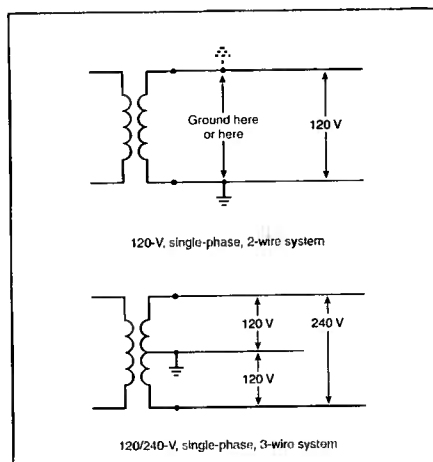 Ground here
or here
120 V
120-V, single-phase, 2-wire system
120 V
240 V
120 V
120/240-V, single-phase, 3-wire system